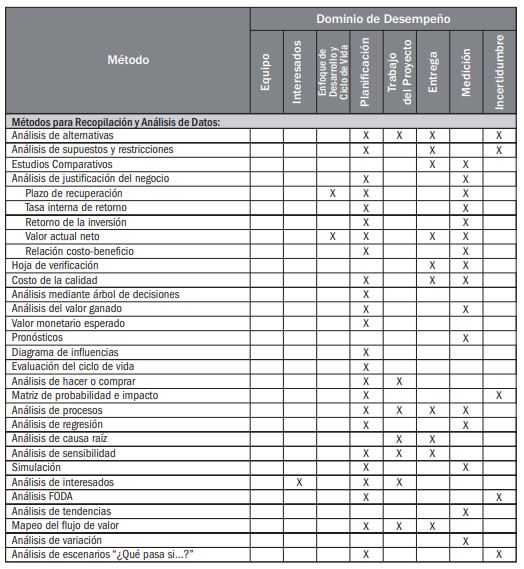 Dominio de Desempeño
Método
Equipo
Interesados
Enfoque de
Desarrollo y
Ciclo de Vida
Planificación
Trabajo
del Proyecto
Entrega
Medición
Incertidumbre
Métodos para Recopilación y Análisis de Datos:
Análisis de alternativas X X X X
Análisis de supuestos y restricciones X X X
Estudios Comparativos X X
Análisis de justificación del negocio X X
Plazo de recuperación X X X
Tasa interna de retorno X X
Retorno de la inversión X X
Valor actual neto X X X X
Relación costo-beneficio X X
Hoja de verificación X X
Costo de la calidad X X X
Análisis mediante árbol de decisiones X
Análisis del valor ganado X X
Valor monetario esperado X
Pronósticos X
Diagrama de influencias X
Evaluación del ciclo de vida X
Análisis de hacer o comprar X X
Matriz de probabilidad e impacto X X
Análisis de procesos X X X X
Análisis de regresión X X
Análisis de causa raíz X X
Análisis de sensibilidad X X X
Simulación X X
Análisis de interesados X X X
Análisis FODA X X
Análisis de tendencias X
Mapeo del flujo de valor X X X
Análisis de variación X
Análisis de escenarios "¿Qué pasa si...?" X X